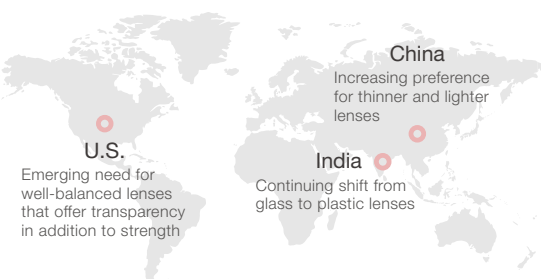 China
Increasing preference
for thinner and lighter
lenses
U.S.
Emerging need for
well-balanced lenses
that offer transparency
in addition to strength
India
Continuing shift from
glass to plastic lenses